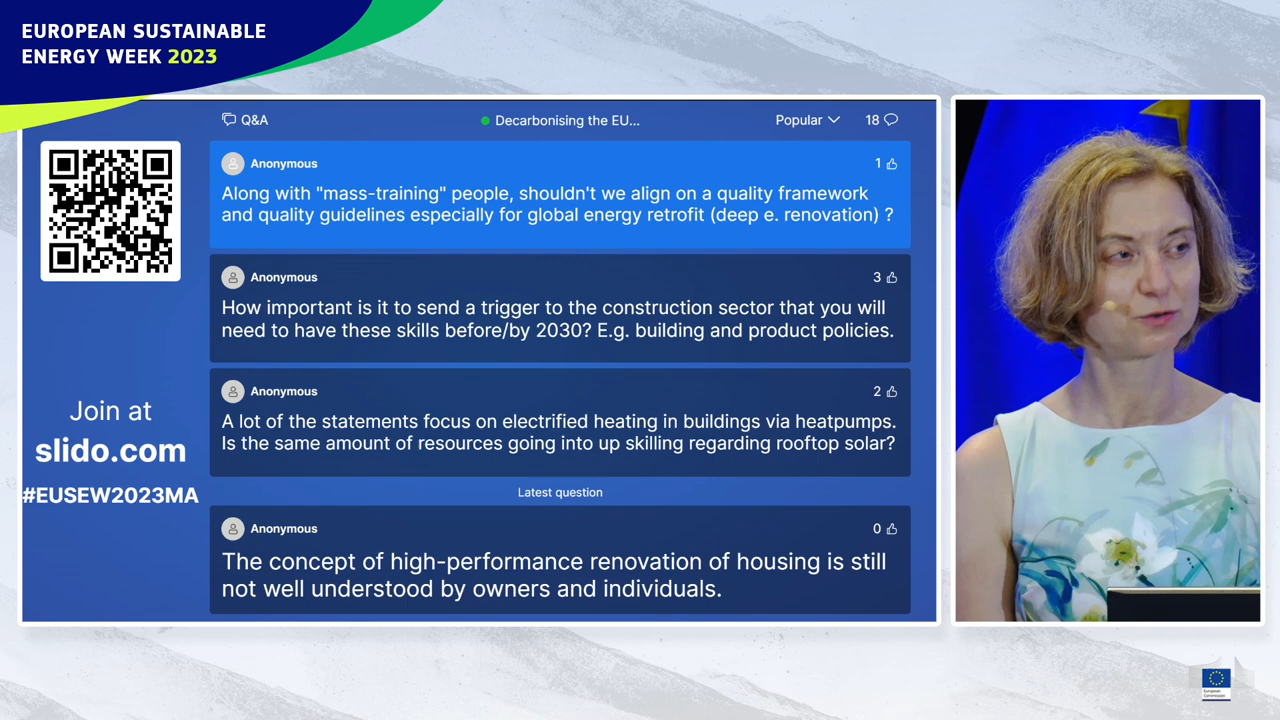 EUROPEAN SUSTAINABLE
ENERGY WEEK 2023
Q&A
Decarbonising the EU...
Popular
18
Anonymous
1
Along with "mass-training" people, shouldn't we align on a quality framework
and quality guidelines especially for global energy retrofit (deep e. renovation) ?
Anonymous
3
How important is it to send a trigger to the construction sector that you will
need to have these skills before/by 2030? E.g. building and product policies.
Anonymous
2
A lot of the statements focus on electrified heating in buildings via heatpumps.
Is the same amount of resources going into up skilling regarding rooftop solar?
Latest question
Anonymous
0
The concept of high-performance renovation of housing is still
not well understood by owners and individuals.
Join at
slido.com
#EUSEW2023MA
European
Commission